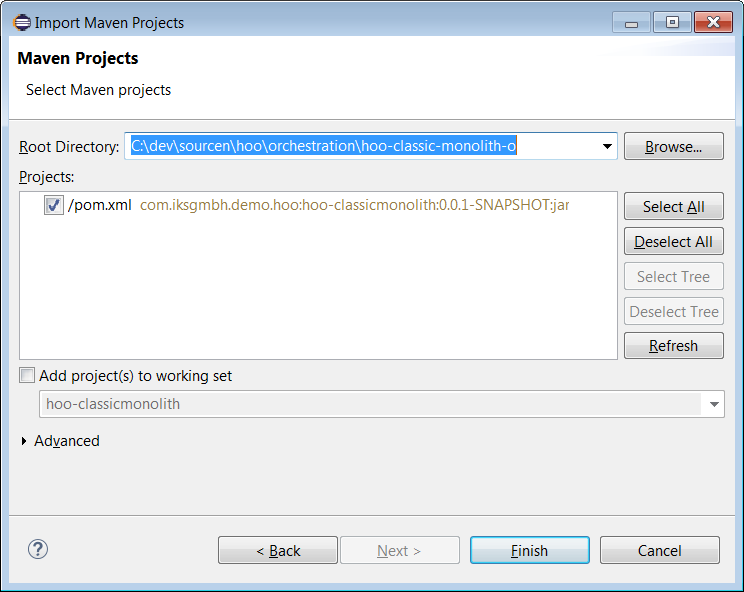 Import Maven Projects
Maven Projects
Select Maven projects
Root Directory: C:\dev\sourcen\hoo\orchestration\hoo-classic-monolith-o Browse...
Projects:
/pom.xml com.iksgmbh.demo.hoo:hoo-classicmonolith:0.0.1-SNAPSHOT:jar
Select All
Deselect All
Select Tree
Deselect Tree
Refresh
Add project(s) to working set
hoo-classicmonolith
Advanced
? < Back Next > Finish Cancel